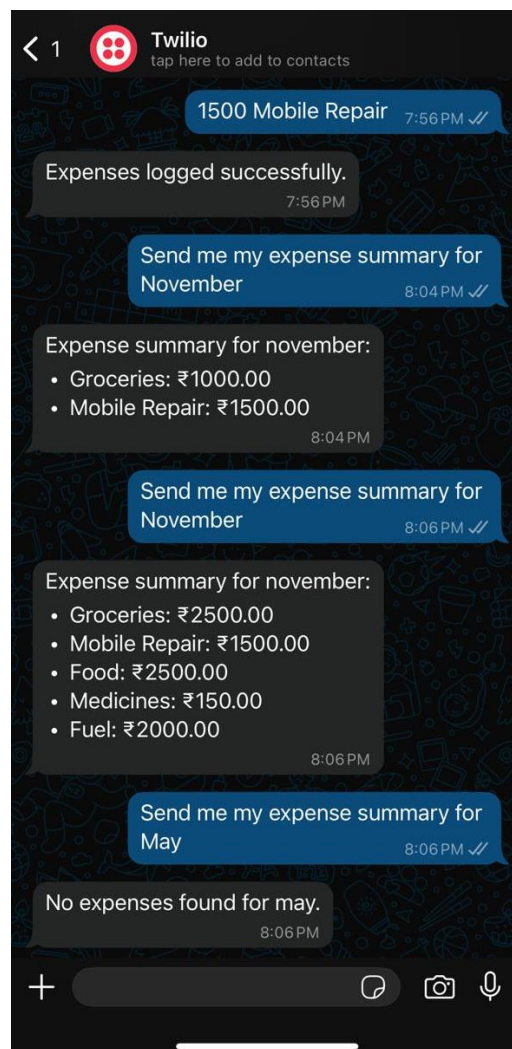 1
Twilio
tap here to add to contacts
1500 Mobile Repair 7:56 PM
Expenses logged successfully.
7:56 PM
Send me my expense summary for
November 8:04 PM
Expense summary for november:
• Groceries: ₹1000.00
• Mobile Repair: ₹1500.00
8:04 PM
Send me my expense summary for
November 8:06 PM
Expense summary for november:
• Groceries: ₹2500.00
• Mobile Repair: ₹1500.00
• Food: ₹2500.00
• Medicines: ₹150.00
• Fuel: ₹2000.00
8:06 PM
Send me my expense summary for
May 8:06 PM
No expenses found for may.
8:06 PM